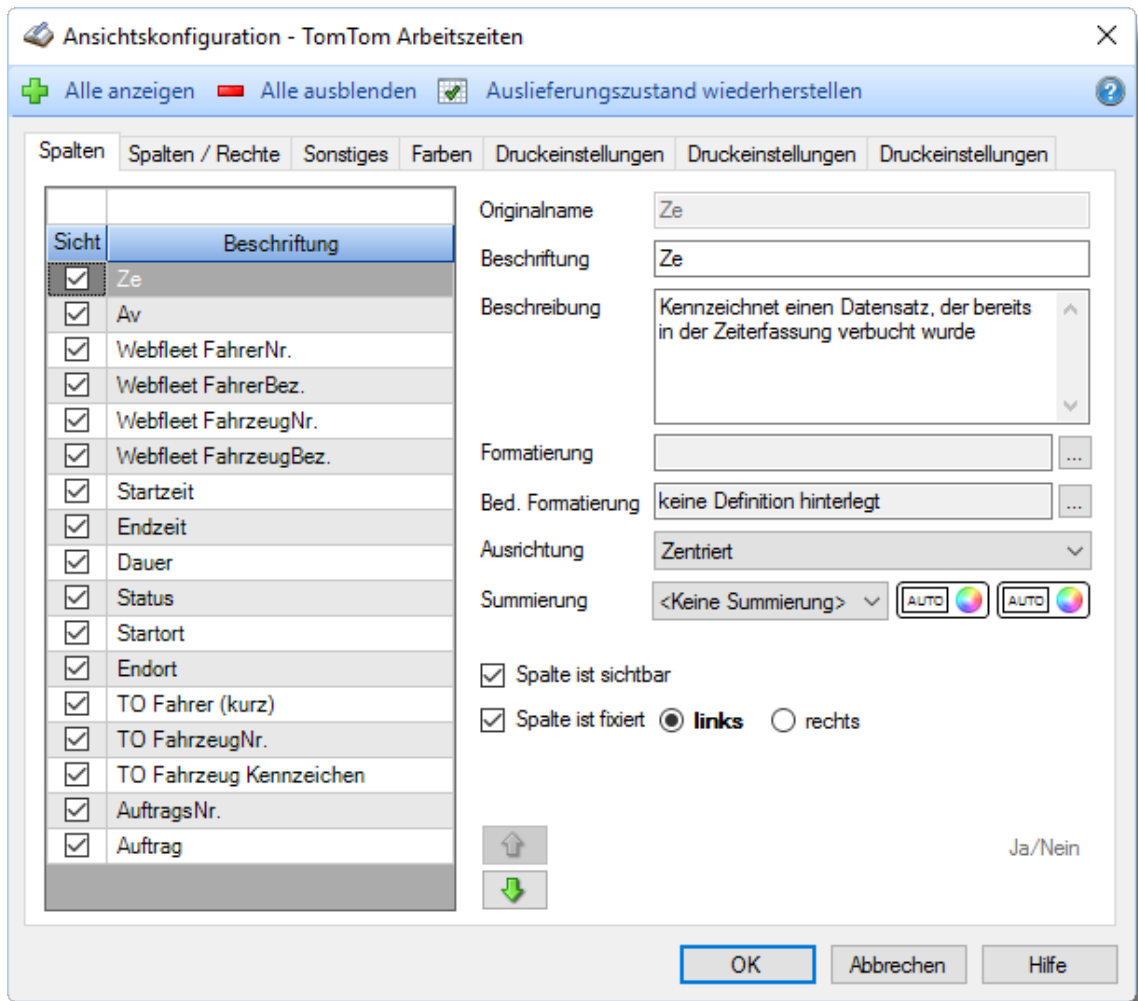 Ansichtskonfiguration - TomTom Arbeitszeiten
Alle anzeigen Alle ausblenden Auslieferungszustand wiederherstellen ?
Spalten Spalten / Rechte Sonstiges Farben Druckeinstellungen Druckeinstellungen Druckeinstellungen
Sicht Beschriftung
Ze
Av
Webfleet FahrerNr.
Webfleet FahrerBez.
Webfleet FahrzeugNr.
Webfleet FahrzeugBez.
Startzeit
Endzeit
Dauer
Status
Startort
Endort
TO Fahrer (kurz)
TO FahrzeugNr.
TO Fahrzeug Kennzeichen
AuftragsNr.
Auftrag
Originalname Ze
Beschriftung Ze
Beschreibung Kennzeichnet einen Datensatz, der bereits
in der Zeiterfassung verbucht wurde
Formatierung ...
Bed. Formatierung keine Definition hinterlegt ...
Ausrichtung Zentriert
Summierung <Keine Summierung> AUTO AUTO
Spalte ist sichtbar
Spalte ist fixiert links rechts
Ja/Nein
OK Abbrechen Hilfe